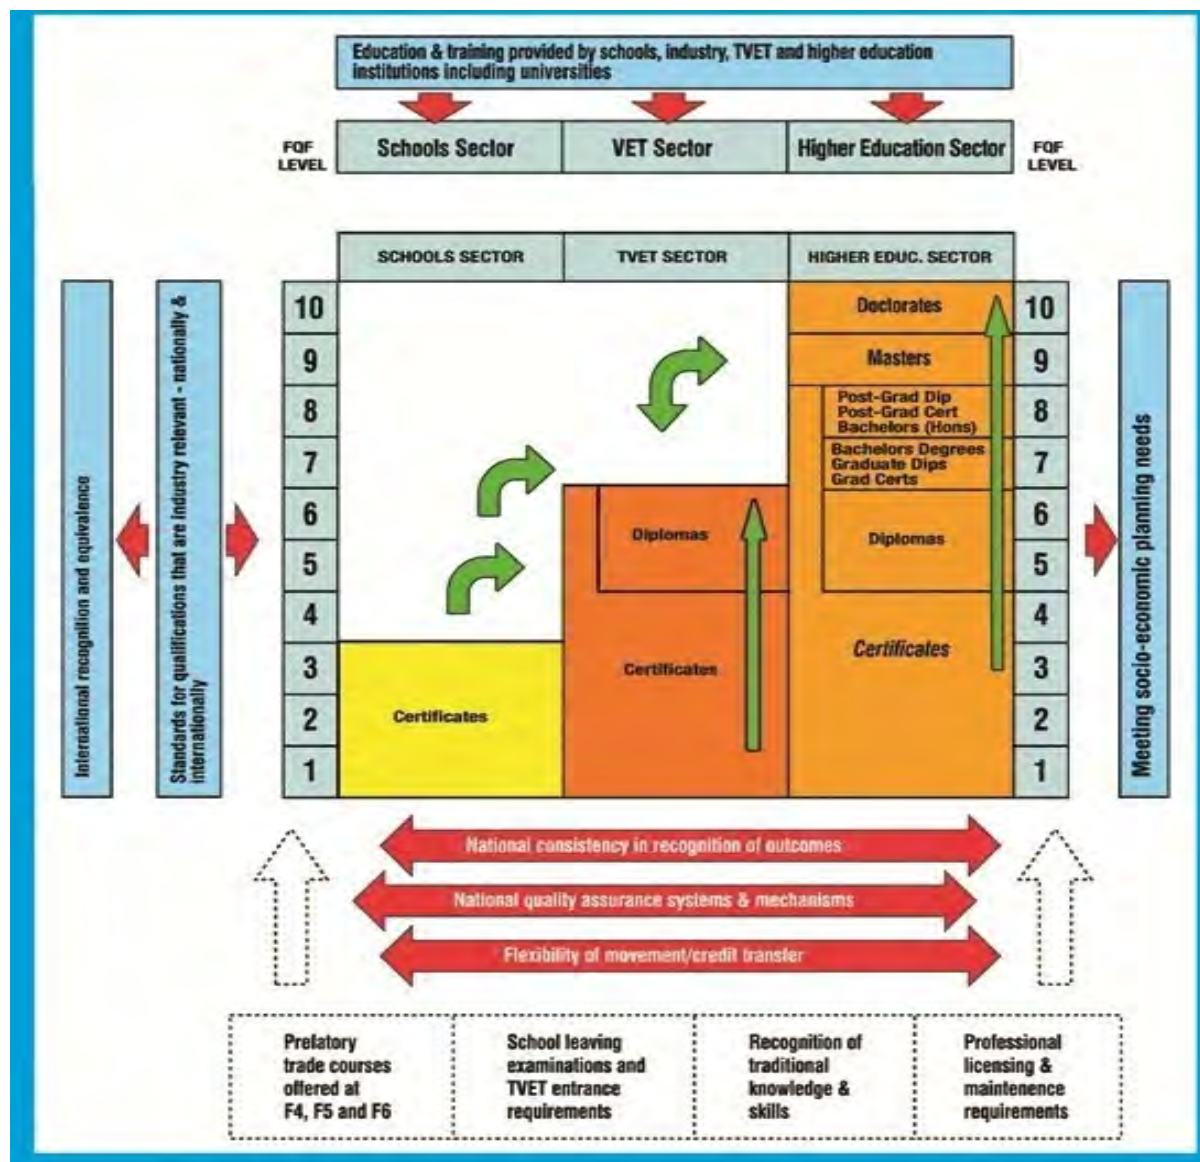 Education & training provided by schools, industry, TVET and higher education
institutions including universities
FQF
LEVEL
Schools Sector
VET Sector
Higher Education Sector
FQF
LEVEL
SCHOOLS SECTOR
TVET SECTOR
HIGHER EDUC. SECTOR
International recognition and equivalence
Standards for qualifications that are industry relevant - nationally &
internationally
10
9
8
7
6
5
4
3
2
1
Certificates
Diplomas
Certificates
Doctorates
Masters
Post-Grad Dip
Post-Grad Cert
Bachelors (Hons)
Bachelors Degrees
Graduate Dips
Grad Certs
Diplomas
Certificates
10
9
8
7
6
5
4
3
2
1
Meeting socio-economic planning needs
National consistency in recognition of outcomes
National quality assurance systems & mechanisms
Flexibility of movement/credit transfer
Prefatory
trade courses
offered at
F4, F5 and F6
School leaving
examinations and
TVET entrance
requirements
Recognition of
traditional
knowledge &
skills
Professional
licensing &
maintenence
requirements